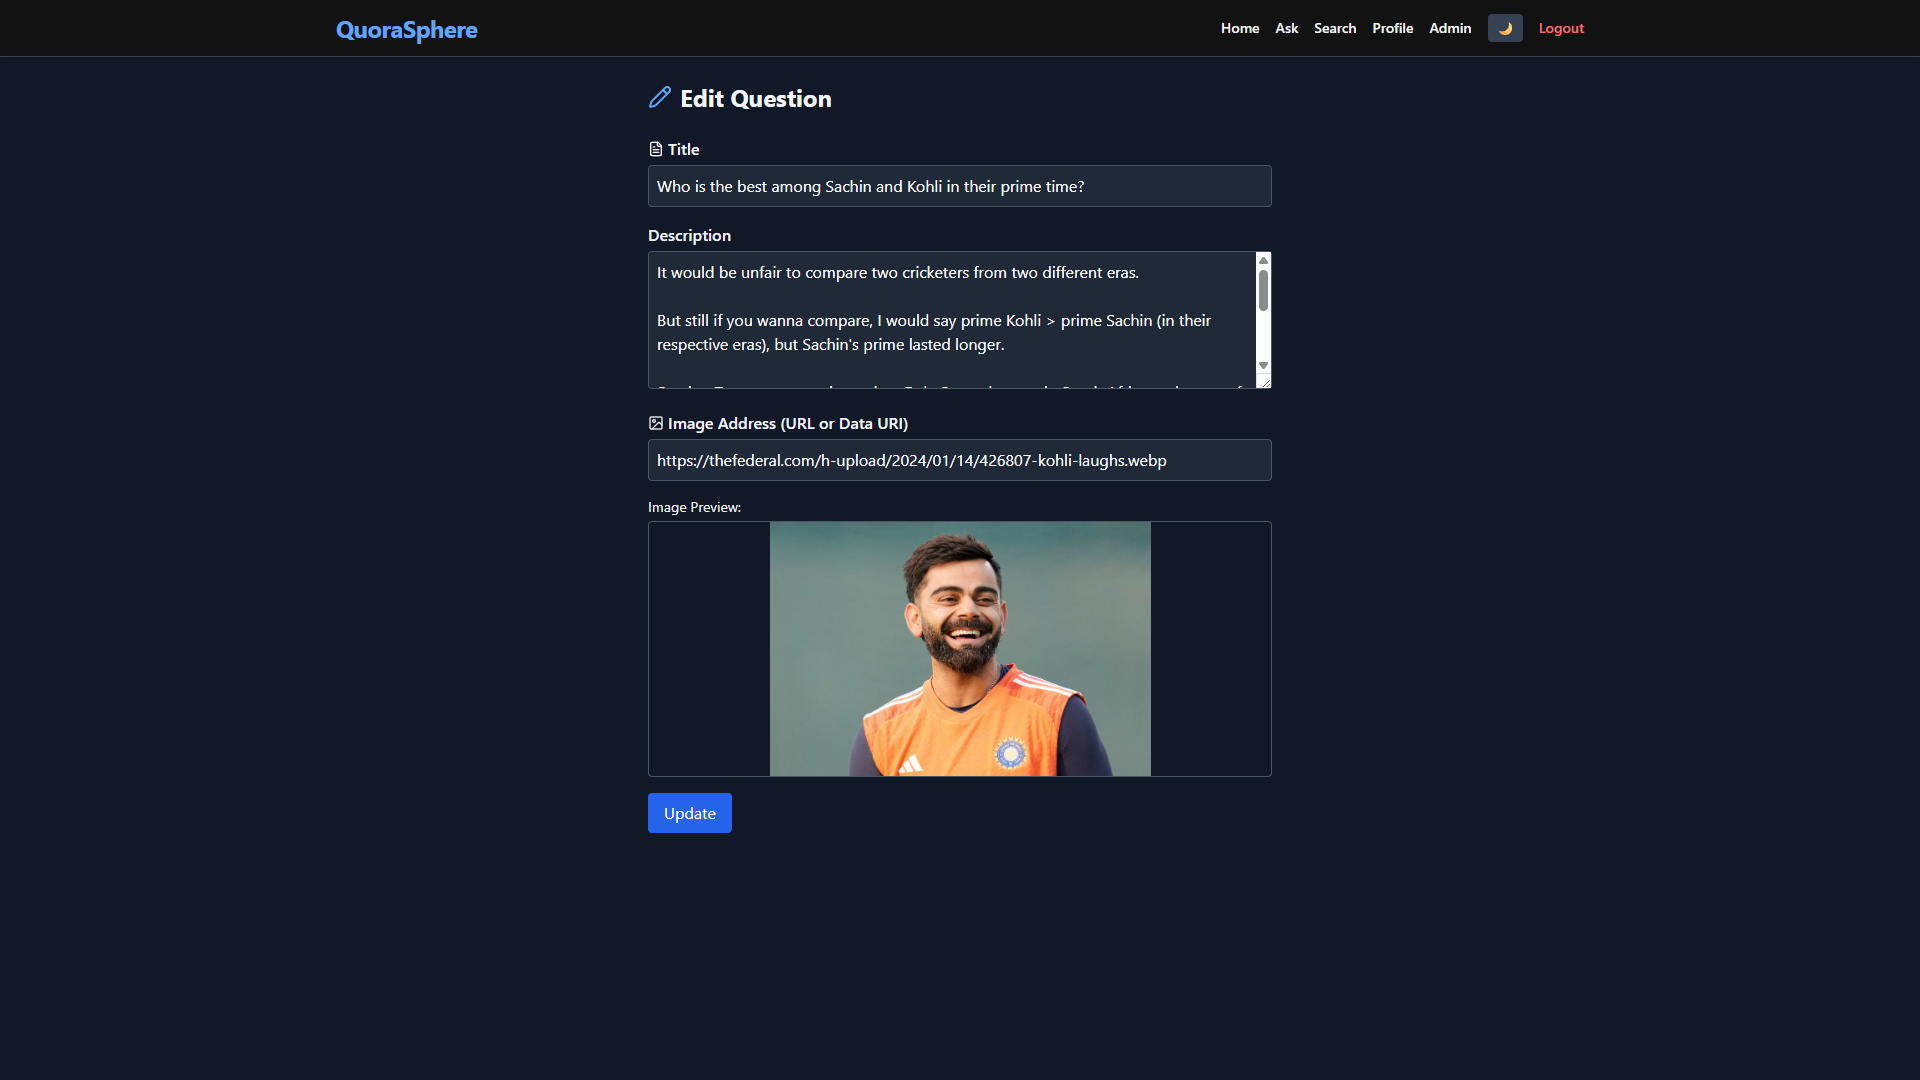 QuoraSphere
Home Ask Search Profile Admin Logout
Edit Question
Title
Who is the best among Sachin and Kohli in their prime time?
Description
It would be unfair to compare two cricketers from two different eras.
But still if you wanna compare, I would say prime Kohli > prime Sachin (in their
respective eras), but Sachin's prime lasted longer.
Image Address (URL or Data URI)
https://thefederal.com/h-upload/2024/01/14/426807-kohli-laughs.webp
Image Preview:
Update